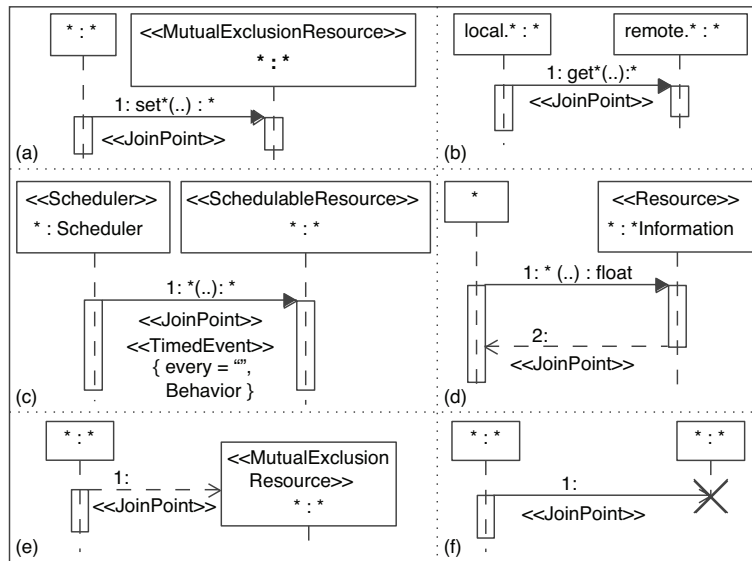 * : *
<<MutualExclusionResource>>
* : *
1: set*(..) : *
<<JoinPoint>>
(a)
local.* : *
remote.* : *
1: get*(..):*
<<JoinPoint>>
(b)
<<Scheduler>>
* : Scheduler
<<SchedulableResource>>
* : *
1: *(..): *
<<JoinPoint>>
<<TimedEvent>>
{ every = “”,
Behavior }
(c)
*
<<Resource>>
* : *Information
1: * (..) : float
2:
<<JoinPoint>>
(d)
* : *
<<MutualExclusion
Resource>>
* : *
1:
<<JoinPoint>>
(e)
* : *
* : *
1:
<<JoinPoint>>
(f)